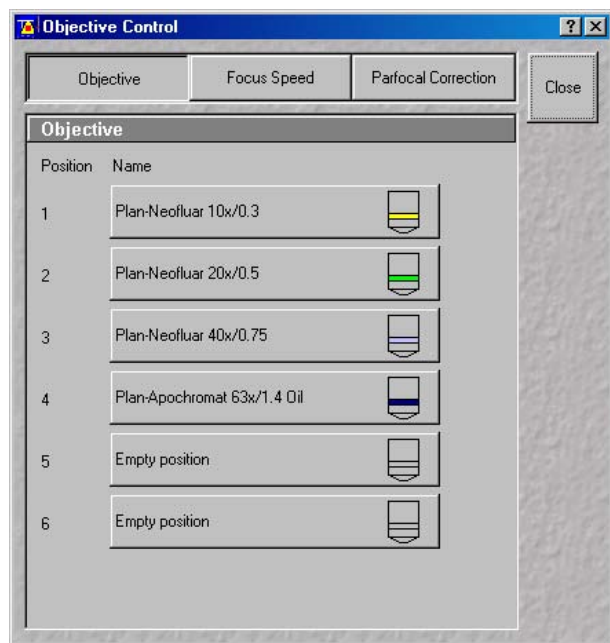 Objective Control
Objective Focus Speed Parfocal Correction Close
Objective
Position Name
1 Plan-Neofluar 10x/0.3
2 Plan-Neofluar 20x/0.5
3 Plan-Neofluar 40x/0.75
4 Plan-Apochromat 63x/1.4 Oil
5 Empty position
6 Empty position